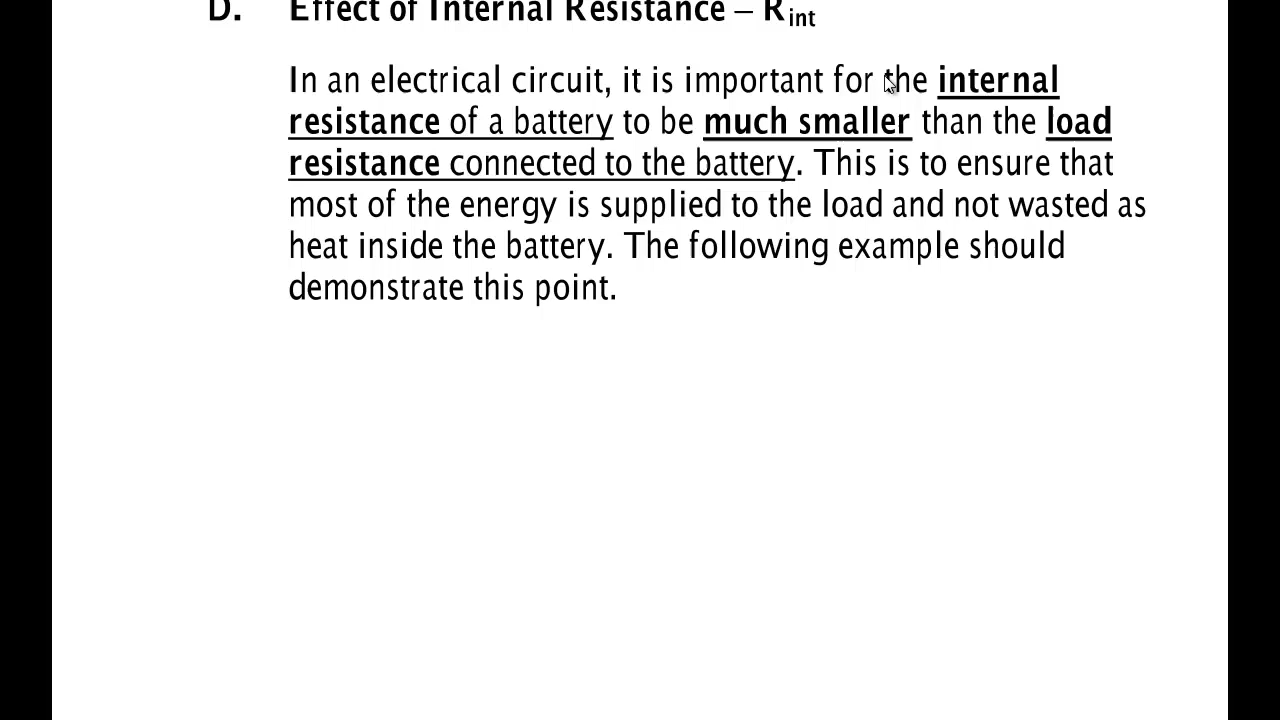 D. Effect of Internal Resistance – Rint
In an electrical circuit, it is important for the internal
resistance of a battery to be much smaller than the load
resistance connected to the battery. This is to ensure that
most of the energy is supplied to the load and not wasted as
heat inside the battery. The following example should
demonstrate this point.